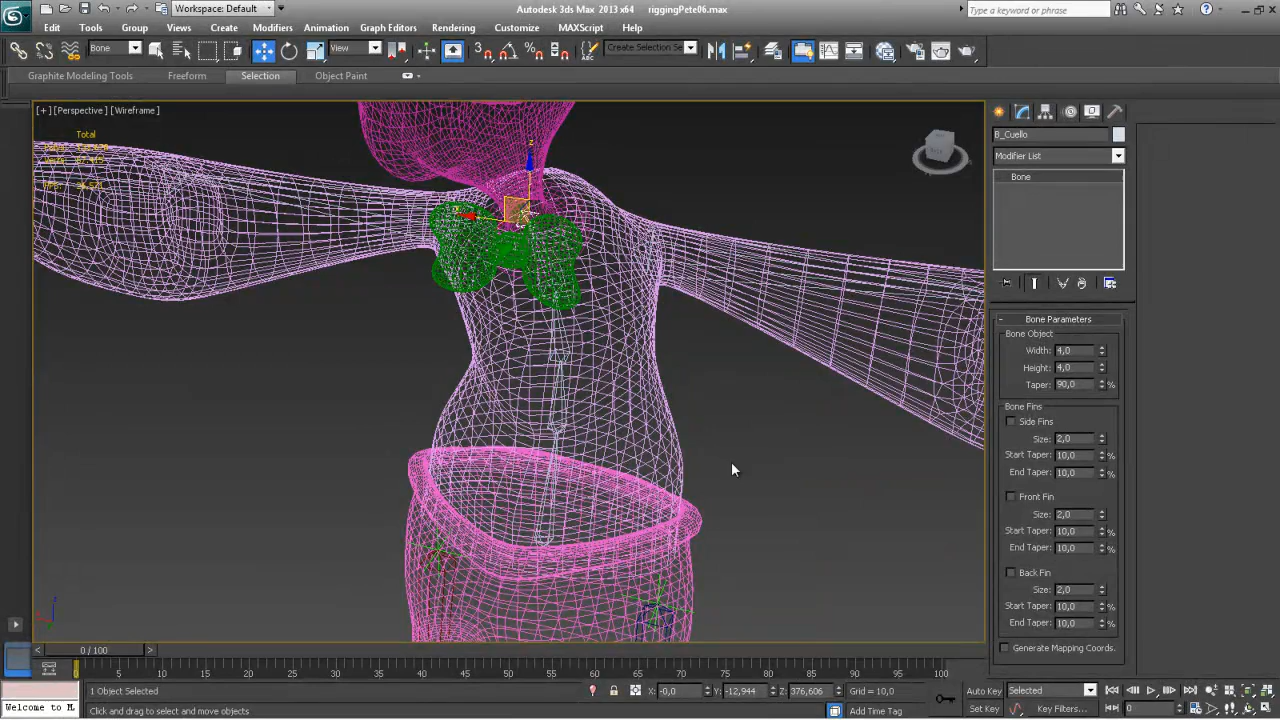 Workspace: Default
Autodesk 3ds Max 2013 x64
riggingPete06.max
Type a keyword or phrase
Edit Tools Group Views Create Modifiers Animation Graph Editors Rendering Customize MAXScript Help
Bone
View
Create Selection Se
Graphite Modeling Tools Freeform Selection Object Paint
[+] [Perspective] [Wireframe]
Total
B_Cuello
Modifier List
Bone
Bone Parameters
Bone Object
Width: 4,0
Height: 4,0
Taper: 90,0 %
Bone Fins
Side Fins
Size: 2,0
Start Taper: 10,0 %
End Taper: 10,0 %
Front Fin
Size: 2,0
Start Taper: 10,0 %
End Taper: 10,0 %
Back Fin
Size: 2,0
Start Taper: 10,0 %
End Taper: 10,0 %
Generate Mapping Coords.
< 0 / 100 >
0 5 10 15 20 25 30 35 40 45 50 55 60 65 70 75 80 85 90 95 100
1 Object Selected
X: -0,0 Y: -12,944 Z: 376,606 Grid = 10,0
Auto Key Selected
Welcome to M
Click and drag to select and move objects
Add Time Tag
Set Key Key Filters... 0